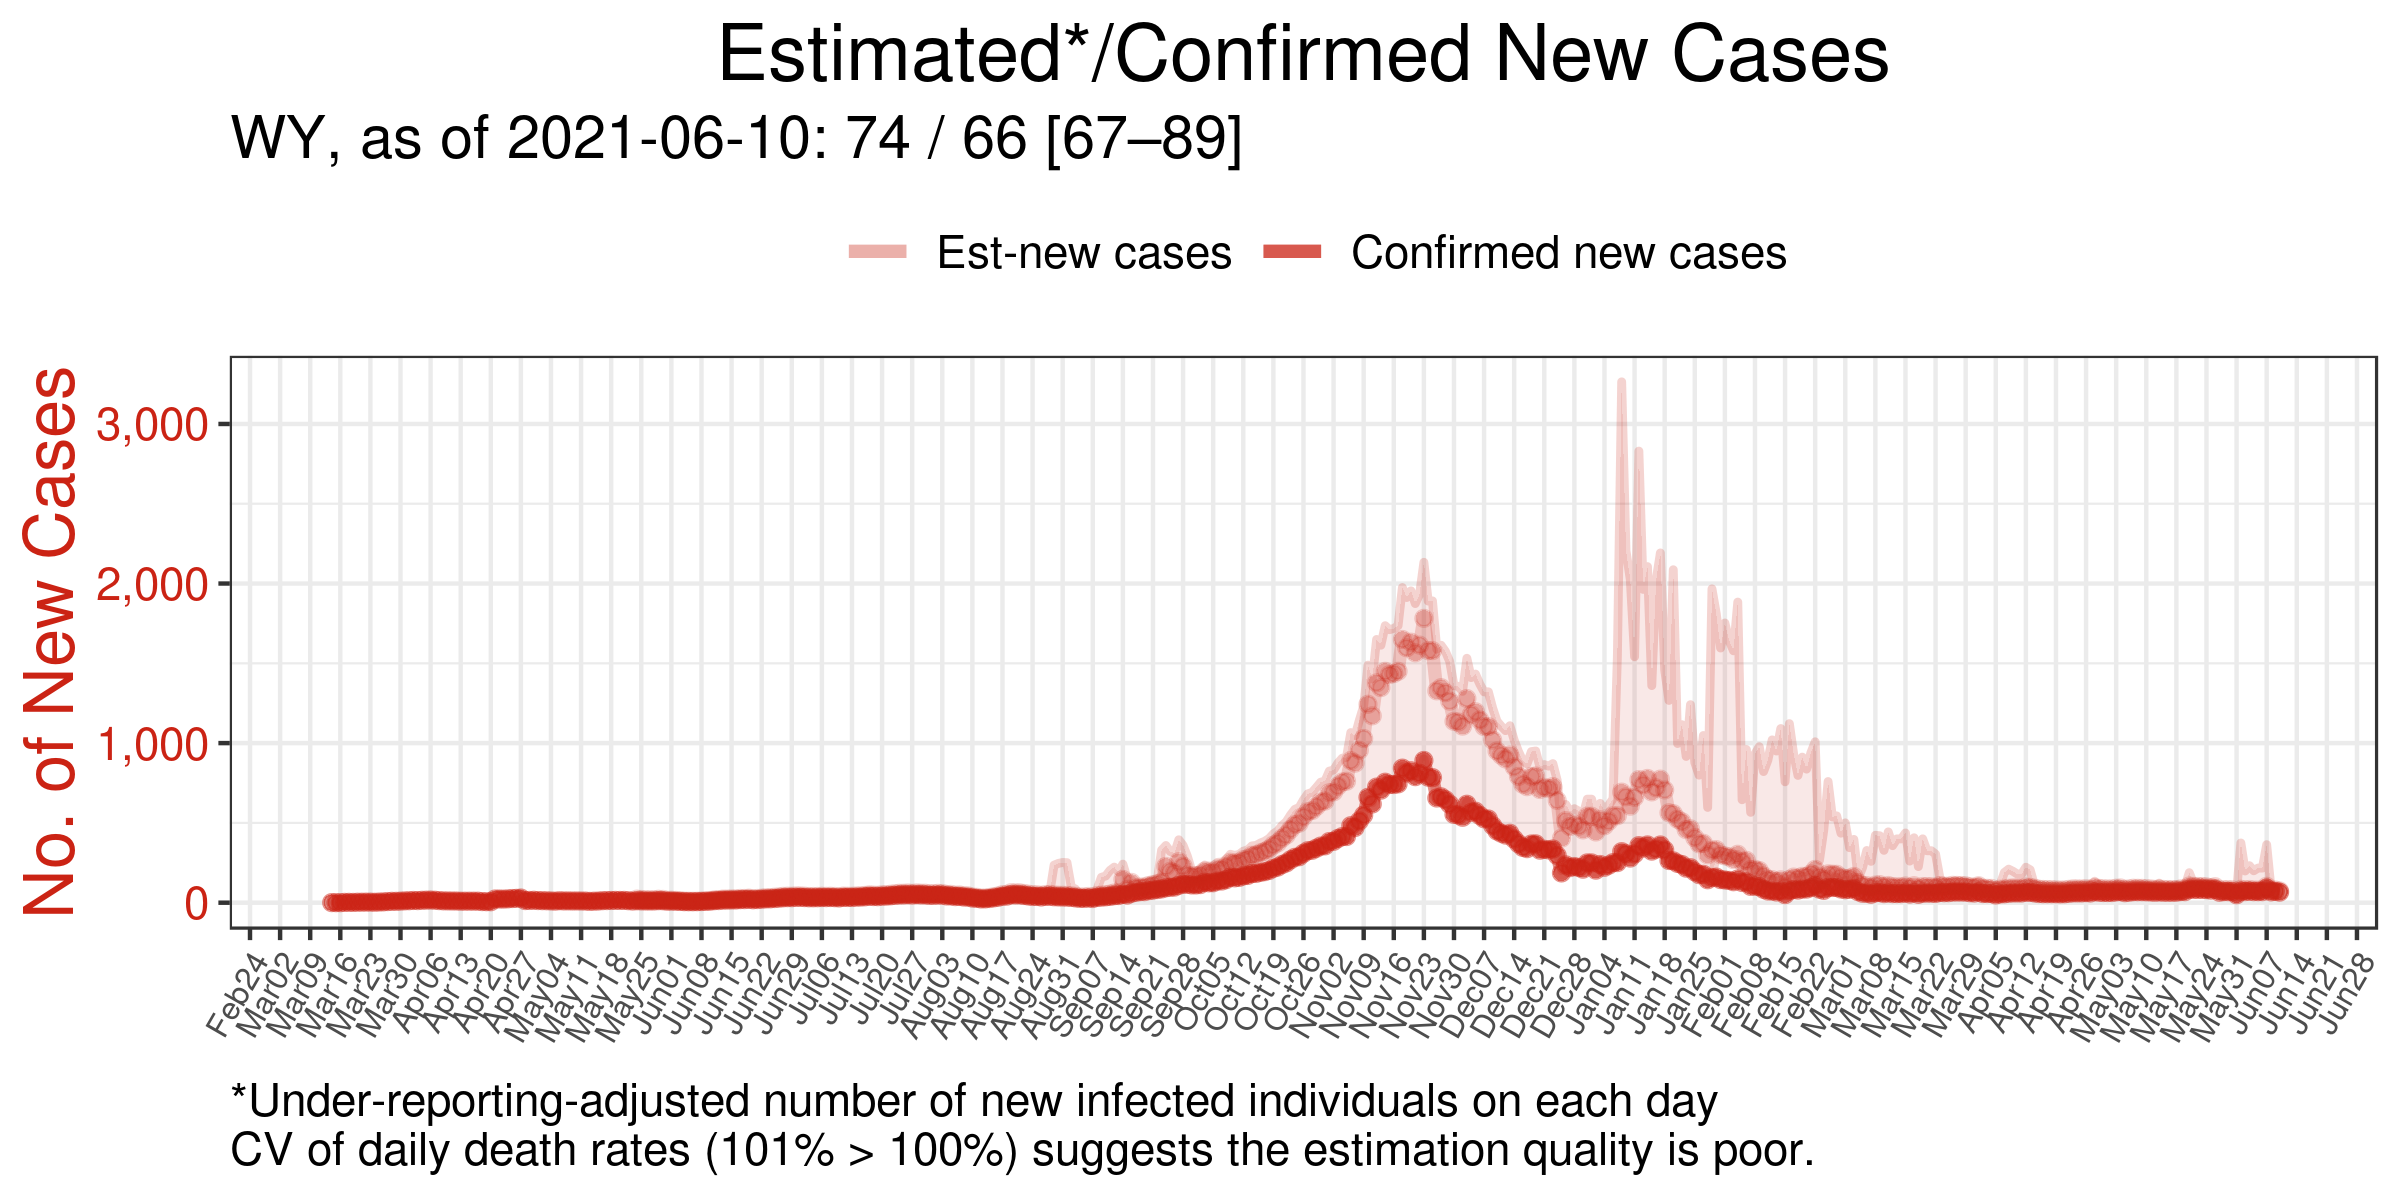 Estimated*/Confirmed New Cases
WY, as of 2021-06-10: 74 / 66 [67–89]
Est-new cases
Confirmed new cases
No. of New Cases
3,000
2,000
1,000
0
Feb24
Mar02
Mar09
Mar16
Mar23
Mar30
Apr06
Apr13
Apr20
Apr27
May04
May11
May18
May25
Jun01
Jun08
Jun15
Jun22
Jun29
Jul06
Jul13
Jul20
Jul27
Aug03
Aug10
Aug17
Aug24
Aug31
Sep07
Sep14
Sep21
Sep28
Oct05
Oct12
Oct19
Oct26
Nov02
Nov09
Nov16
Nov23
Nov30
Dec07
Dec14
Dec21
Dec28
Jan04
Jan11
Jan18
Jan25
Feb01
Feb08
Feb15
Feb22
Mar01
Mar08
Mar15
Mar22
Mar29
Apr05
Apr12
Apr19
Apr26
May03
May10
May17
May24
May31
Jun07
Jun14
Jun21
Jun28
*Under-reporting-adjusted number of new infected individuals on each day
CV of daily death rates (101% > 100%) suggests the estimation quality is poor.